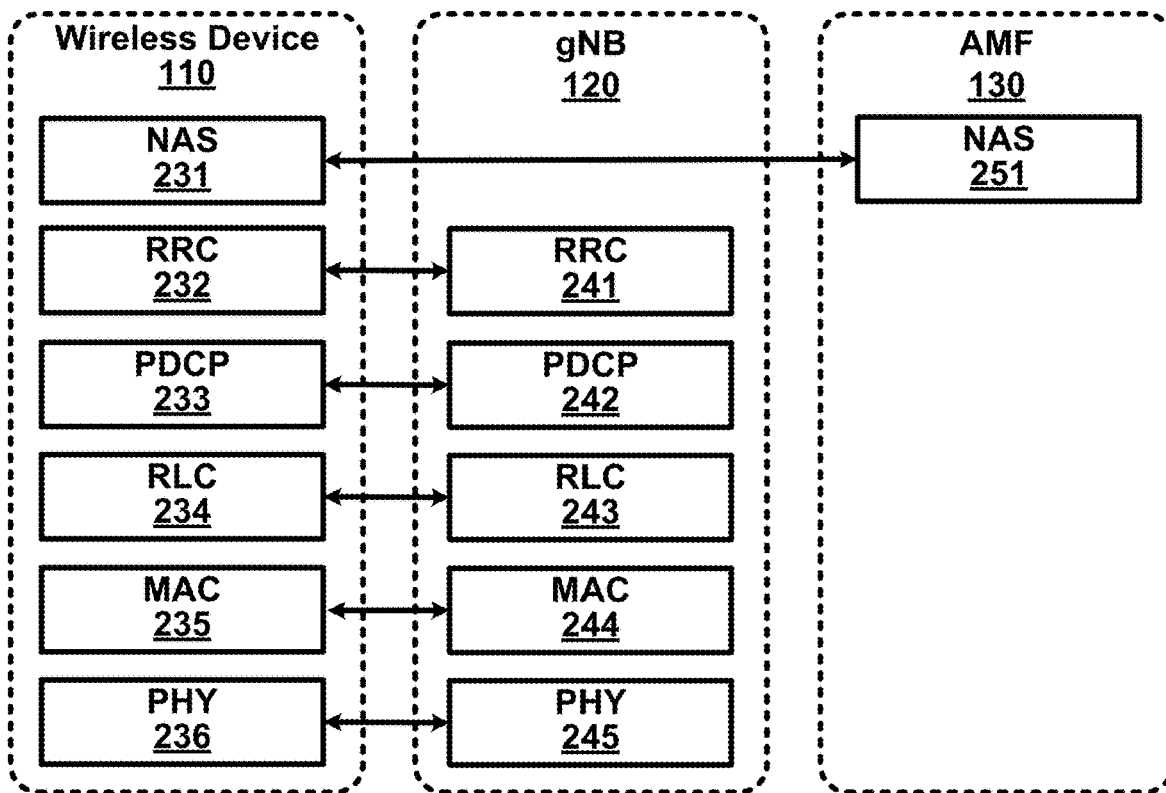 Wireless Device
110
gNB
120
AMF
130
NAS
231
NAS
251
RRC
232
RRC
241
PDCP
233
PDCP
242
RLC
234
RLC
243
MAC
235
MAC
244
PHY
236
PHY
245